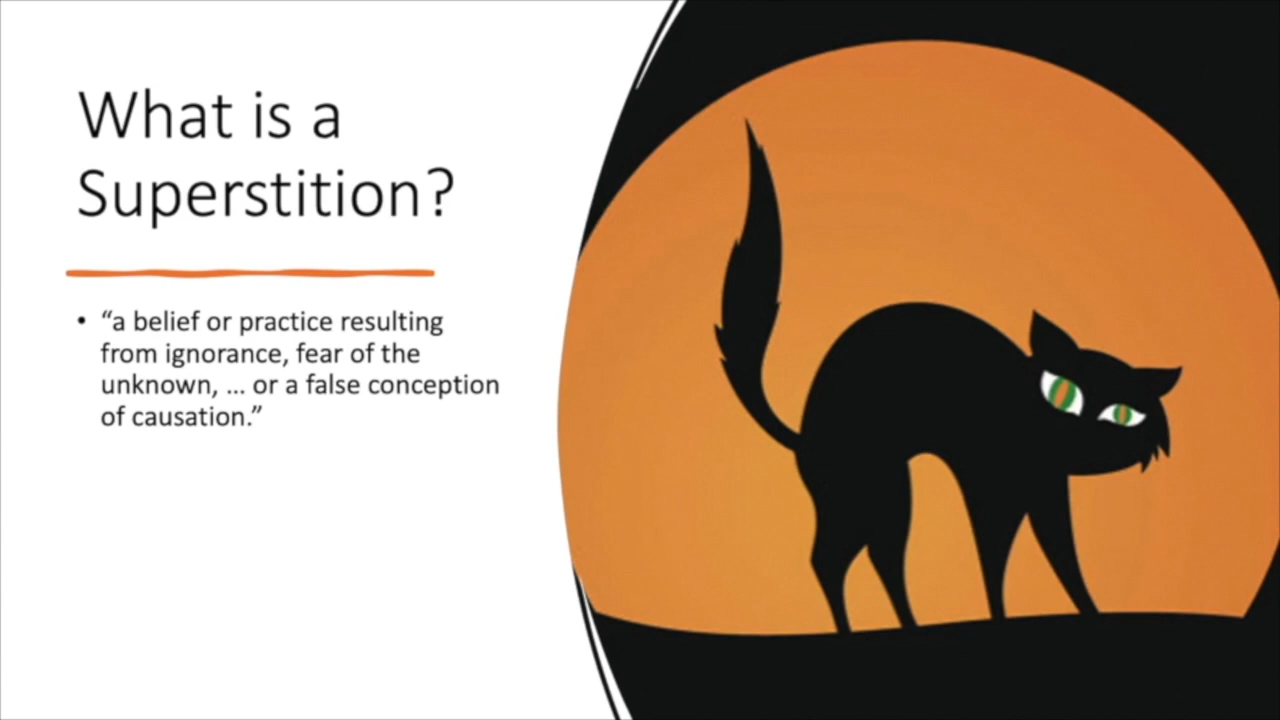 What is a
Superstition?
• “a belief or practice resulting
from ignorance, fear of the
unknown, ... or a false conception
of causation.”